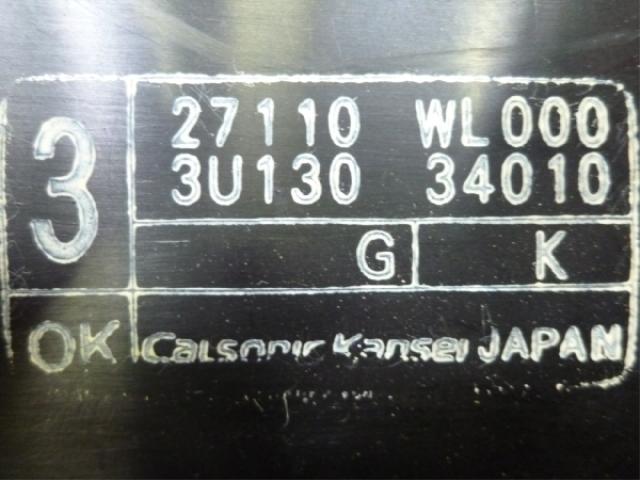 3
27110 WL000
3U130 34010
G K
OK Calsonic Kansei JAPAN